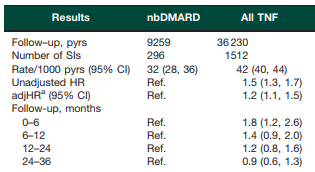 Results nbDMARD All TNF
Follow-up, pyrs 9259 36 230
Number of SIs 296 1512
Rate/1000 pyrs (95% CI) 32 (28, 36) 42 (40, 44)
Unadjusted HR Ref. 1.5 (1.3, 1.7)
adjHRᵃ (95% CI) Ref. 1.2 (1.1, 1.5)
Follow-up, months
0–6 Ref. 1.8 (1.2, 2.6)
6–12 Ref. 1.4 (0.9, 2.0)
12–24 Ref. 1.2 (0.8, 1.6)
24–36 Ref. 0.9 (0.6, 1.3)